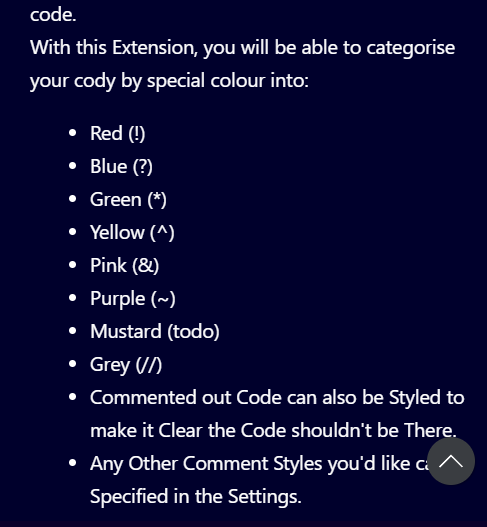 code.
With this Extension, you will be able to categorise
your cody by special colour into:
• Red (!)
• Blue (?)
• Green (*)
• Yellow (^)
• Pink (&)
• Purple (~)
• Mustard (todo)
• Grey (//)
• Commented out Code can also be Styled to
make it Clear the Code shouldn't be There.
• Any Other Comment Styles you'd like
Specified in the Settings.